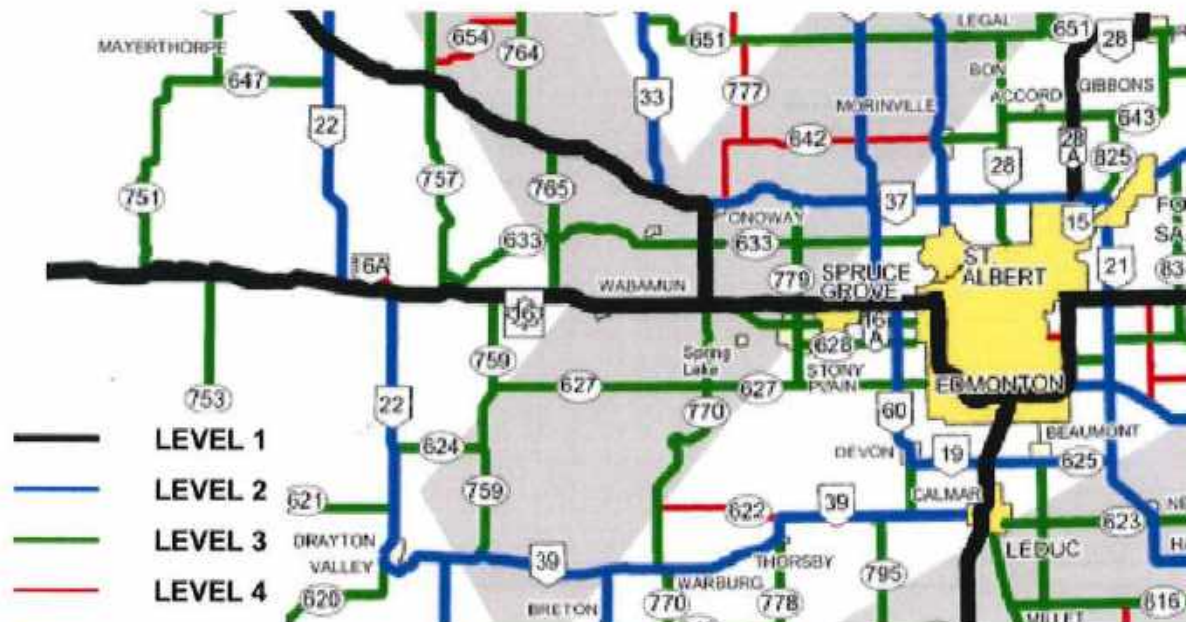 LEGAL
651
28
654
764
651
MAYERTHORPE
BON
ACCORD
GIBBONS
647
33
777
MORINVILLE
643
22
642
28
A
825
28
751
757
765
37
15
ONOWAY
633
633
779
SPRUCE
GROVE
ST.
ALBERT
21
16A
WABAMUN
16
16
A
628
759
Spring
Lake
STONY
PLAIN
753
627
627
EDMONTON
22
770
60
BEAUMONT
LEVEL 1
624
DEVON
19
625
LEVEL 2
759
CALMAR
621
622
39
623
LEVEL 3
DRAYTON
VALLEY
39
THORSBY
LEDUC
LEVEL 4
620
BRETON
WARBURG
770
778
795
616